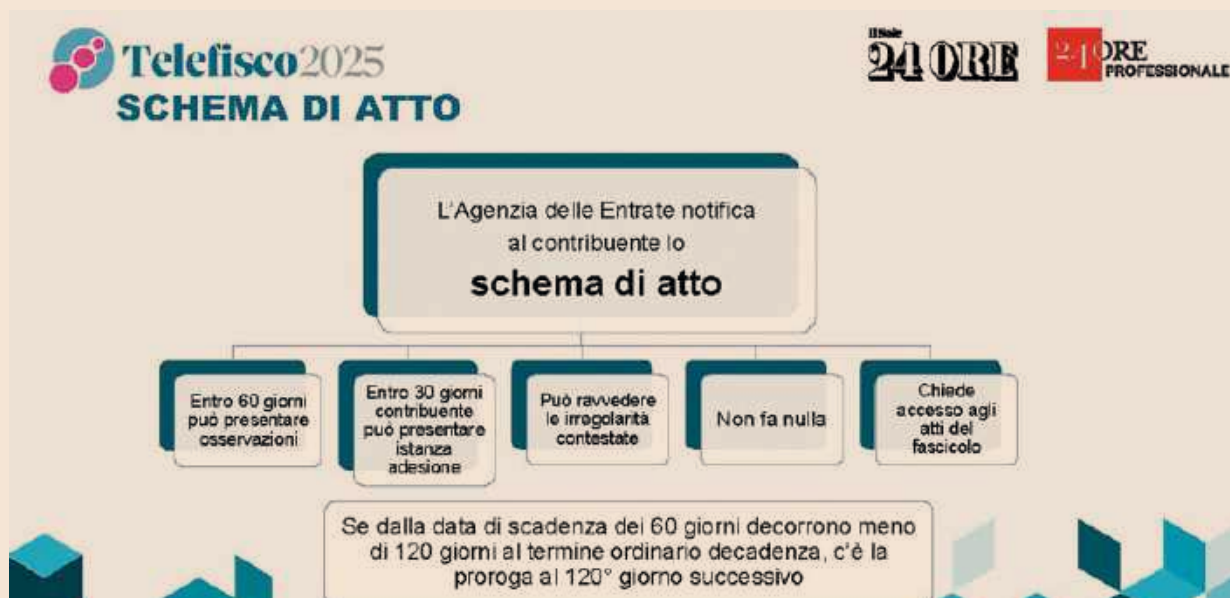 Telefisco2025
SCHEMA DI ATTO
Il Sole
24 ORE
24 ORE
PROFESSIONALE
L'Agenzia delle Entrate notifica
al contribuente lo
schema di atto
Entro 60 giorni
può presentare
osservazioni
Entro 30 giorni
contribuente
può presentare
istanza
adesione
Può ravvedere
le irrogolarità
contestate
Non fa nulla
Chiede
accesso agli
atti del
fascicolo
Se dalla data di scadenza dei 60 giorni decorrono meno
di 120 giorni al termine ordinario decadenza, c'è la
proroga al 120° giorno successivo